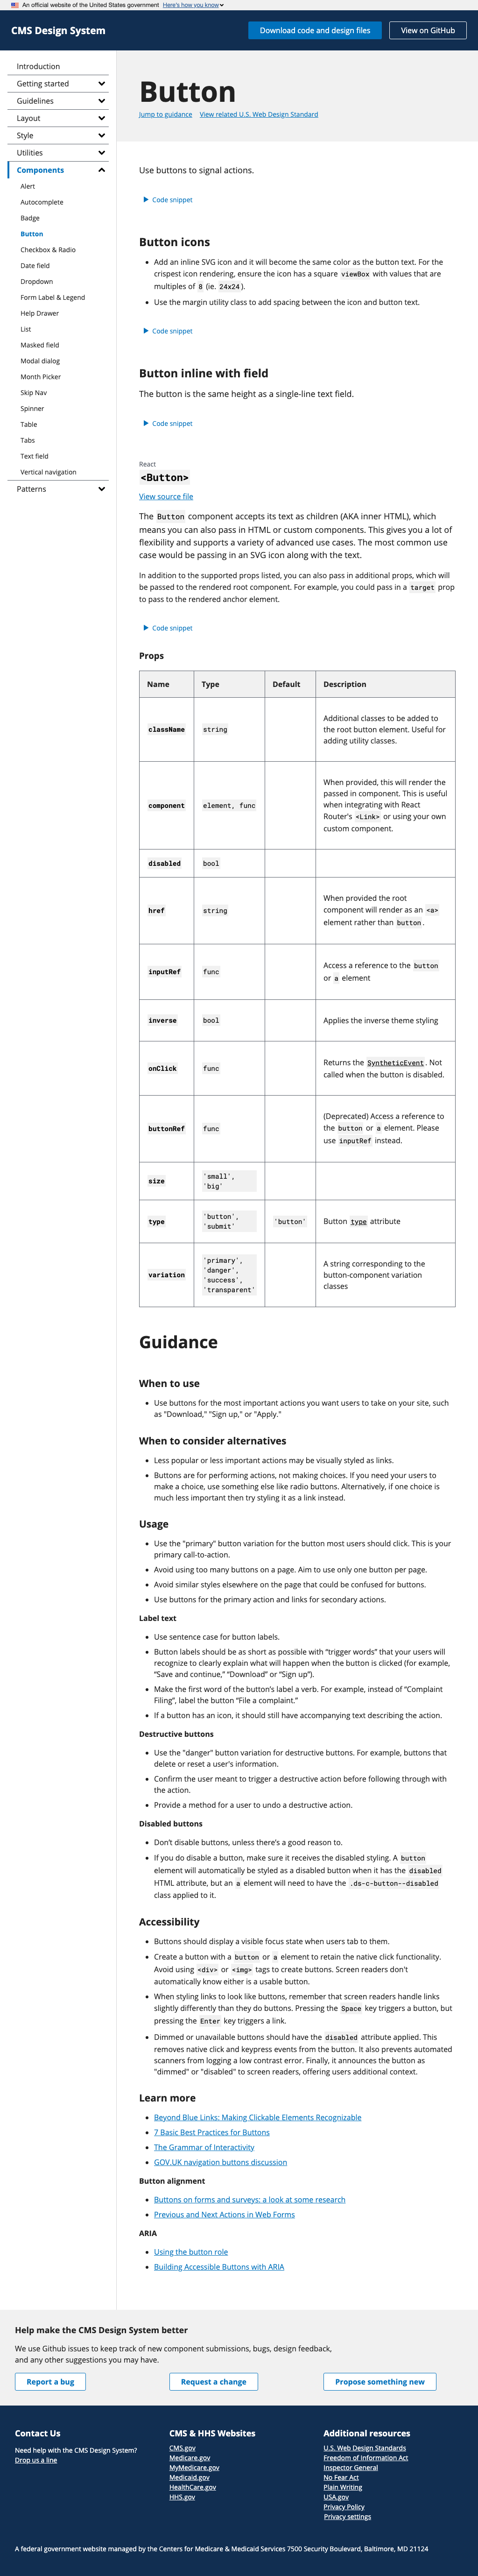 An official website of the United States government Here's how you know
CMS Design System
Download code and design files
View on GitHub
Introduction
Getting started
Guidelines
Layout
Style
Utilities
Components
Alert
Autocomplete
Badge
Button
Checkbox & Radio
Date field
Dropdown
Form Label & Legend
Help Drawer
List
Masked field
Modal dialog
Month Picker
Skip Nav
Spinner
Table
Tabs
Text field
Vertical navigation
Patterns
Button
Jump to guidance View related U.S. Web Design Standard
Use buttons to signal actions.
Code snippet
Button icons
Add an inline SVG icon and it will become the same color as the button text. For the
crispest icon rendering, ensure the icon has a square viewBox with values that are
multiples of 8 (ie. 24x24).
Use the margin utility class to add spacing between the icon and button text.
Code snippet
Button inline with field
The button is the same height as a single-line text field.
Code snippet
React
<Button>
View source file
The Button component accepts its text as children (AKA inner HTML), which
means you can also pass in HTML or custom components. This gives you a lot of
flexibility and supports a variety of advanced use cases. The most common use
case would be passing in an SVG icon along with the text.
In addition to the supported props listed, you can also pass in additional props, which will
be passed to the rendered root component. For example, you could pass in a target prop
to pass to the rendered anchor element.
Code snippet
Props
Name Type Default Description
className string Additional classes to be added to
the root button element. Useful for
adding utility classes.
component element, func When provided, this will render the
passed in component. This is useful
when integrating with React
Router's <Link> or using your own
custom component.
disabled bool
href string When provided the root
component will render as an <a>
element rather than button.
inputRef func Access a reference to the button
or a element
inverse bool Applies the inverse theme styling
onClick func Returns the SyntheticEvent. Not
called when the button is disabled.
buttonRef func (Deprecated) Access a reference to
the button or a element. Please
use inputRef instead.
size 'small',
'big'
type 'button',
'submit' 'button' Button type attribute
variation 'primary',
'danger',
'success',
'transparent' A string corresponding to the
button-component variation
classes
Guidance
When to use
Use buttons for the most important actions you want users to take on your site, such
as "Download," "Sign up," or "Apply."
When to consider alternatives
Less popular or less important actions may be visually styled as links.
Buttons are for performing actions, not making choices. If you need your users to
make a choice, use something else like radio buttons. Alternatively, if one choice is
much less important then try styling it as a link instead.
Usage
Use the "primary" button variation for the button most users should click. This is your
primary call-to-action.
Avoid using too many buttons on a page. Aim to use only one button per page.
Avoid similar styles elsewhere on the page that could be confused for buttons.
Use buttons for the primary action and links for secondary actions.
Label text
Use sentence case for button labels.
Button labels should be as short as possible with “trigger words” that your users will
recognize to clearly explain what will happen when the button is clicked (for example,
“Save and continue,” “Download” or “Sign up”).
Make the first word of the button’s label a verb. For example, instead of “Complaint
Filing”, label the button “File a complaint.”
If a button has an icon, it should still have accompanying text describing the action.
Destructive buttons
Use the "danger" button variation for destructive buttons. For example, buttons that
delete or reset a user's information.
Confirm the user meant to trigger a destructive action before following through with
the action.
Provide a method for a user to undo a destructive action.
Disabled buttons
Don’t disable buttons, unless there’s a good reason to.
If you do disable a button, make sure it receives the disabled styling. A button
element will automatically be styled as a disabled button when it has the disabled
HTML attribute, but an a element will need to have the .ds-c-button--disabled
class applied to it.
Accessibility
Buttons should display a visible focus state when users tab to them.
Create a button with a button or a element to retain the native click functionality.
Avoid using <div> or <img> tags to create buttons. Screen readers don't
automatically know either is a usable button.
When styling links to look like buttons, remember that screen readers handle links
slightly differently than they do buttons. Pressing the Space key triggers a button, but
pressing the Enter key triggers a link.
Dimmed or unavailable buttons should have the disabled attribute applied. This
removes native click and keypress events from the button. It also prevents automated
scanners from logging a low contrast error. Finally, it announces the button as
"dimmed" or "disabled" to screen readers, offering users additional context.
Learn more
Beyond Blue Links: Making Clickable Elements Recognizable
7 Basic Best Practices for Buttons
The Grammar of Interactivity
GOV.UK navigation buttons discussion
Button alignment
Buttons on forms and surveys: a look at some research
Previous and Next Actions in Web Forms
ARIA
Using the button role
Building Accessible Buttons with ARIA
Help make the CMS Design System better
We use Github issues to keep track of new component submissions, bugs, design feedback,
and any other suggestions you may have.
Report a bug
Request a change
Propose something new
Contact Us
Need help with the CMS Design System?
Drop us a line
CMS & HHS Websites
CMS.gov
Medicare.gov
MyMedicare.gov
Medicaid.gov
HealthCare.gov
HHS.gov
Additional resources
U.S. Web Design Standards
Freedom of Information Act
Inspector General
No Fear Act
Plain Writing
USA.gov
Privacy Policy
Privacy settings
A federal government website managed by the Centers for Medicare & Medicaid Services 7500 Security Boulevard, Baltimore, MD 21124